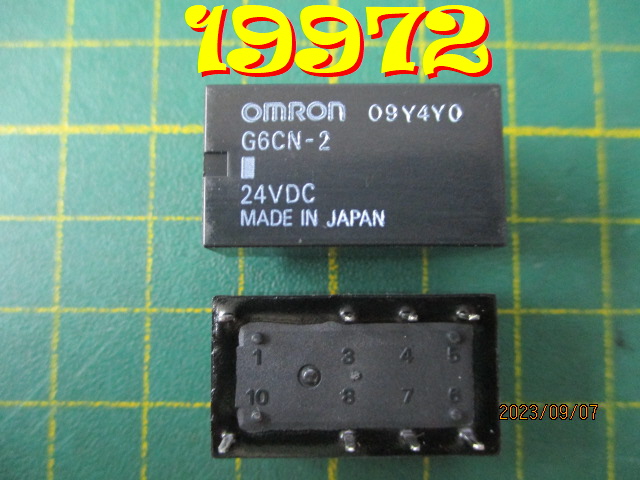 19972
OMRON 09Y4Y0
G6CN-2
24VDC
MADE IN JAPAN
1 3 4 5
10 8 7 6
2023/09/07